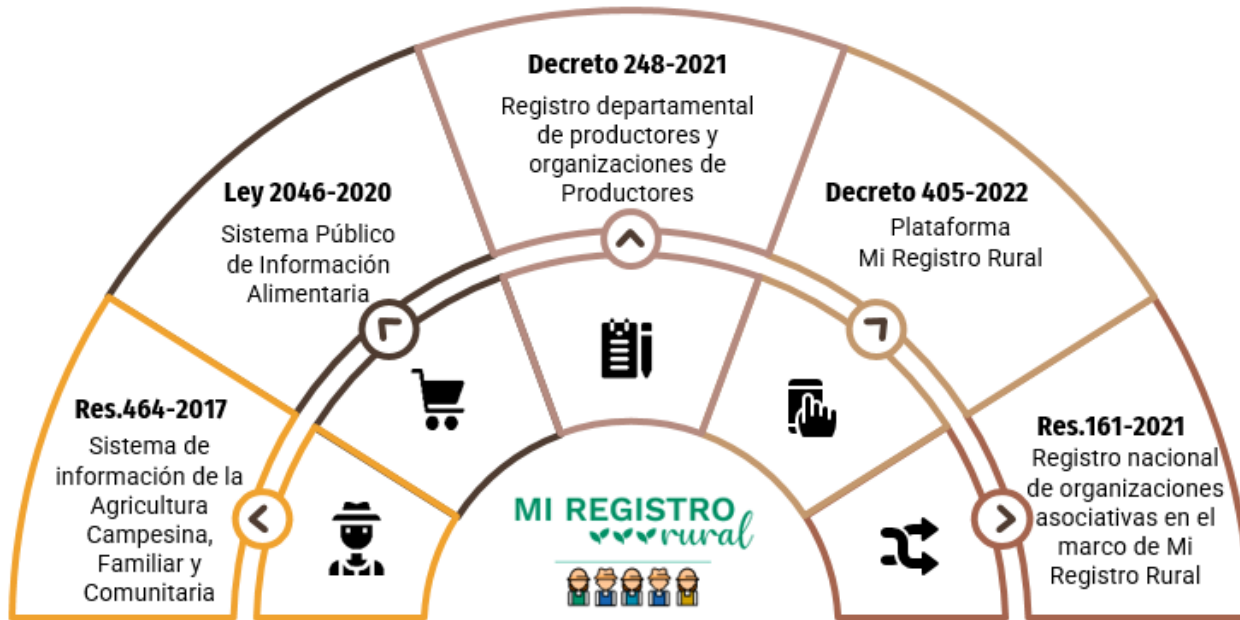 Res.464-2017
Sistema de
información de la
Agricultura
Campesina,
Familiar y
Comunitaria
Ley 2046-2020
Sistema Público
de Información
Alimentaria
Decreto 248-2021
Registro departamental
de productores y
organizaciones de
Productores
Decreto 405-2022
Plataforma
Mi Registro Rural
Res.161-2021
Registro nacional
de organizaciones
asociativas en el
marco de Mi
Registro Rural
MI REGISTRO
rural